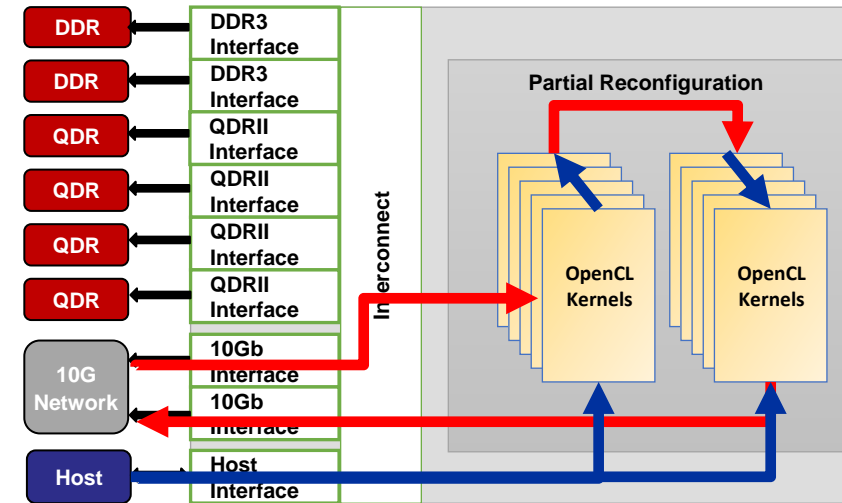 DDR
DDR3
Interface
DDR
DDR3
Interface
QDR
QDRII
Interface
QDR
QDRII
Interface
QDR
QDRII
Interface
QDR
QDRII
Interface
10G
Network
10Gb
Interface
10Gb
Interface
Host
Host
Interface
Interconnect
Partial Reconfiguration
OpenCL
Kernels
OpenCL
Kernels